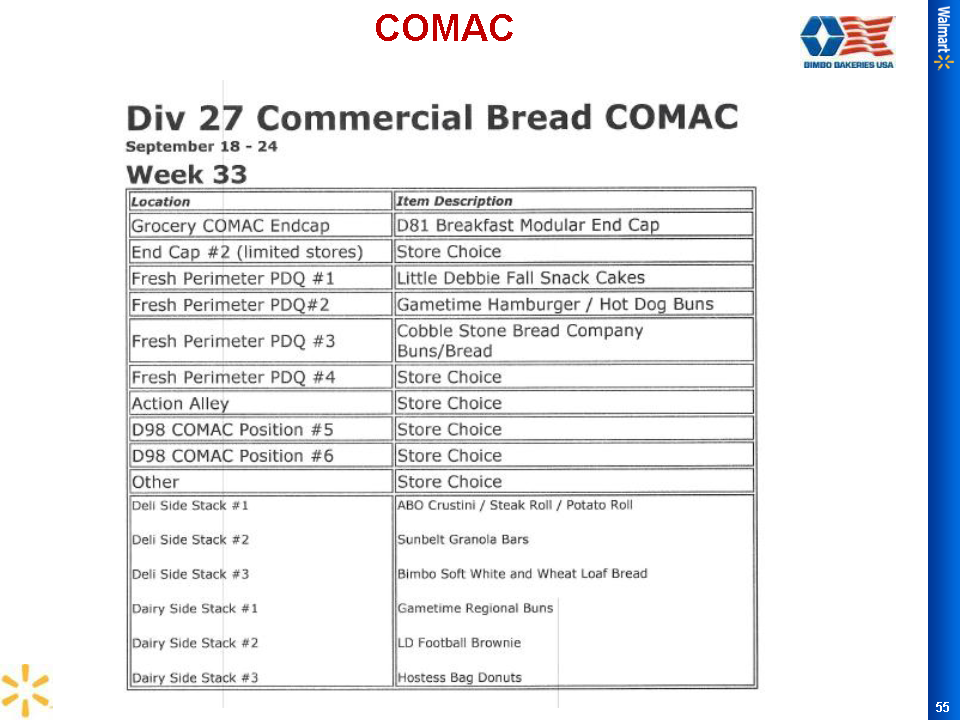 COMAC
BIMBO BAKERIES USA
Walmart
Div 27 Commercial Bread COMAC
September 18 - 24
Week 33
Location Item Description
Grocery COMAC Endcap D81 Breakfast Modular End Cap
End Cap #2 (limited stores) Store Choice
Fresh Perimeter PDQ #1 Little Debbie Fall Snack Cakes
Fresh Perimeter PDQ#2 Gametime Hamburger / Hot Dog Buns
Fresh Perimeter PDQ #3 Cobble Stone Bread Company
Buns/Bread
Fresh Perimeter PDQ #4 Store Choice
Action Alley Store Choice
D98 COMAC Position #5 Store Choice
D98 COMAC Position #6 Store Choice
Other Store Choice
Deli Side Stack #1 ABO Crustini / Steak Roll / Potato Roll
Deli Side Stack #2 Sunbelt Granola Bars
Deli Side Stack #3 Bimbo Soft White and Wheat Loaf Bread
Dairy Side Stack #1 Gametime Regional Buns
Dairy Side Stack #2 LD Football Brownie
Dairy Side Stack #3 Hostess Bag Donuts
55